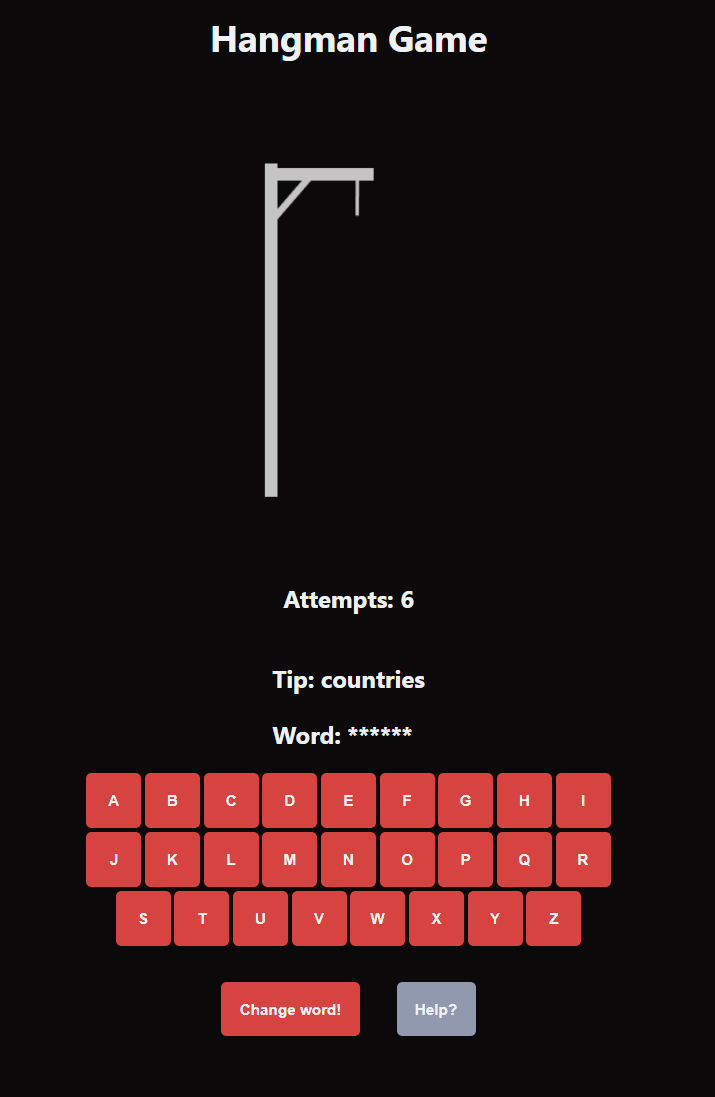 Hangman Game
Attempts: 6
Tip: countries
Word: ******
A B C D E F G H I
J K L M N O P Q R
S T U V W X Y Z
Change word! Help?